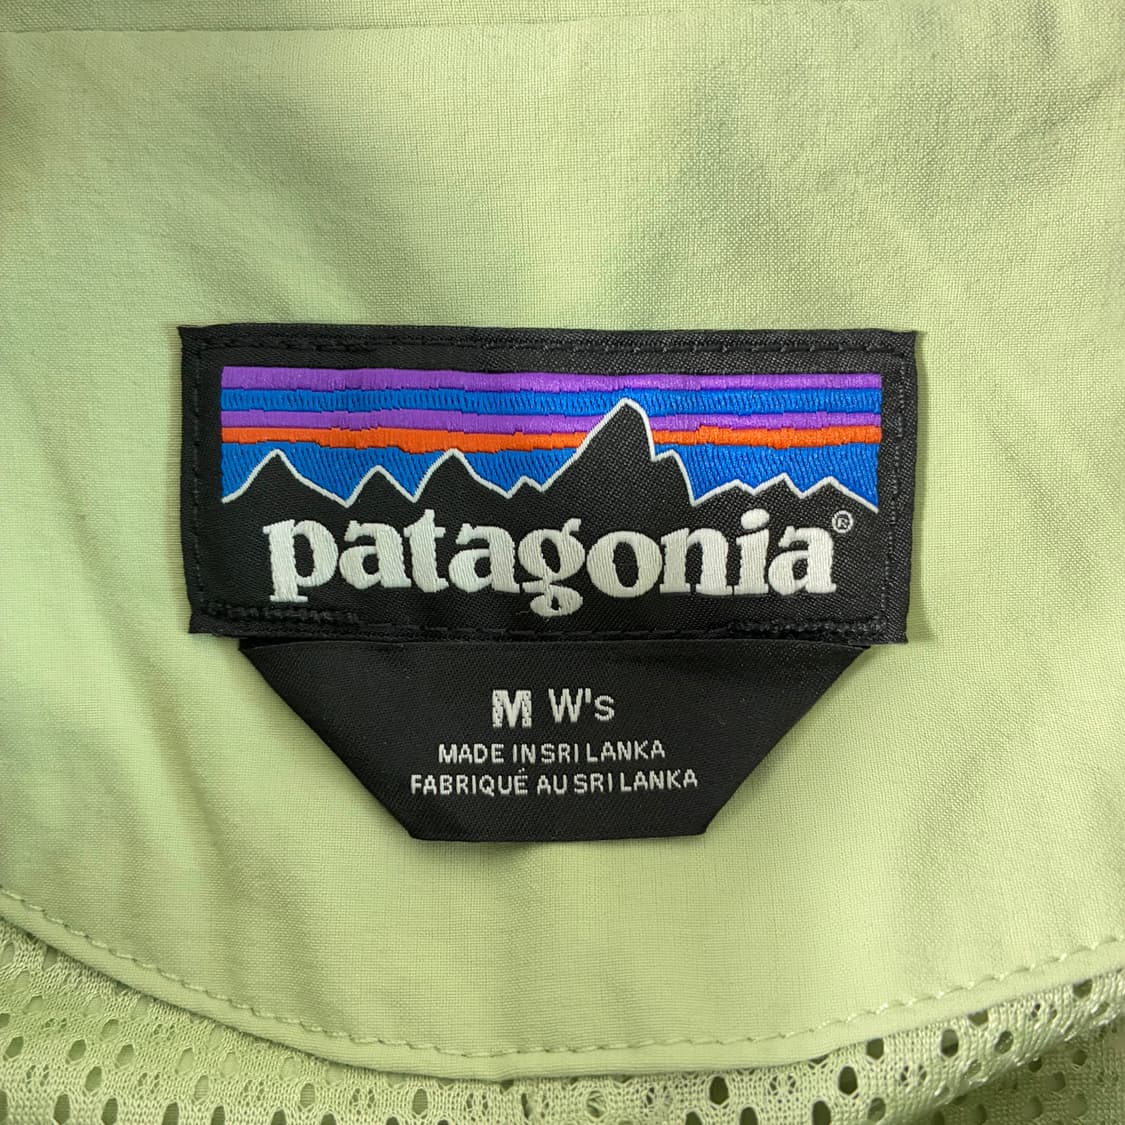 patagonia®
M W's
MADE IN SRI LANKA
FABRIQUÉ AU SRI LANKA